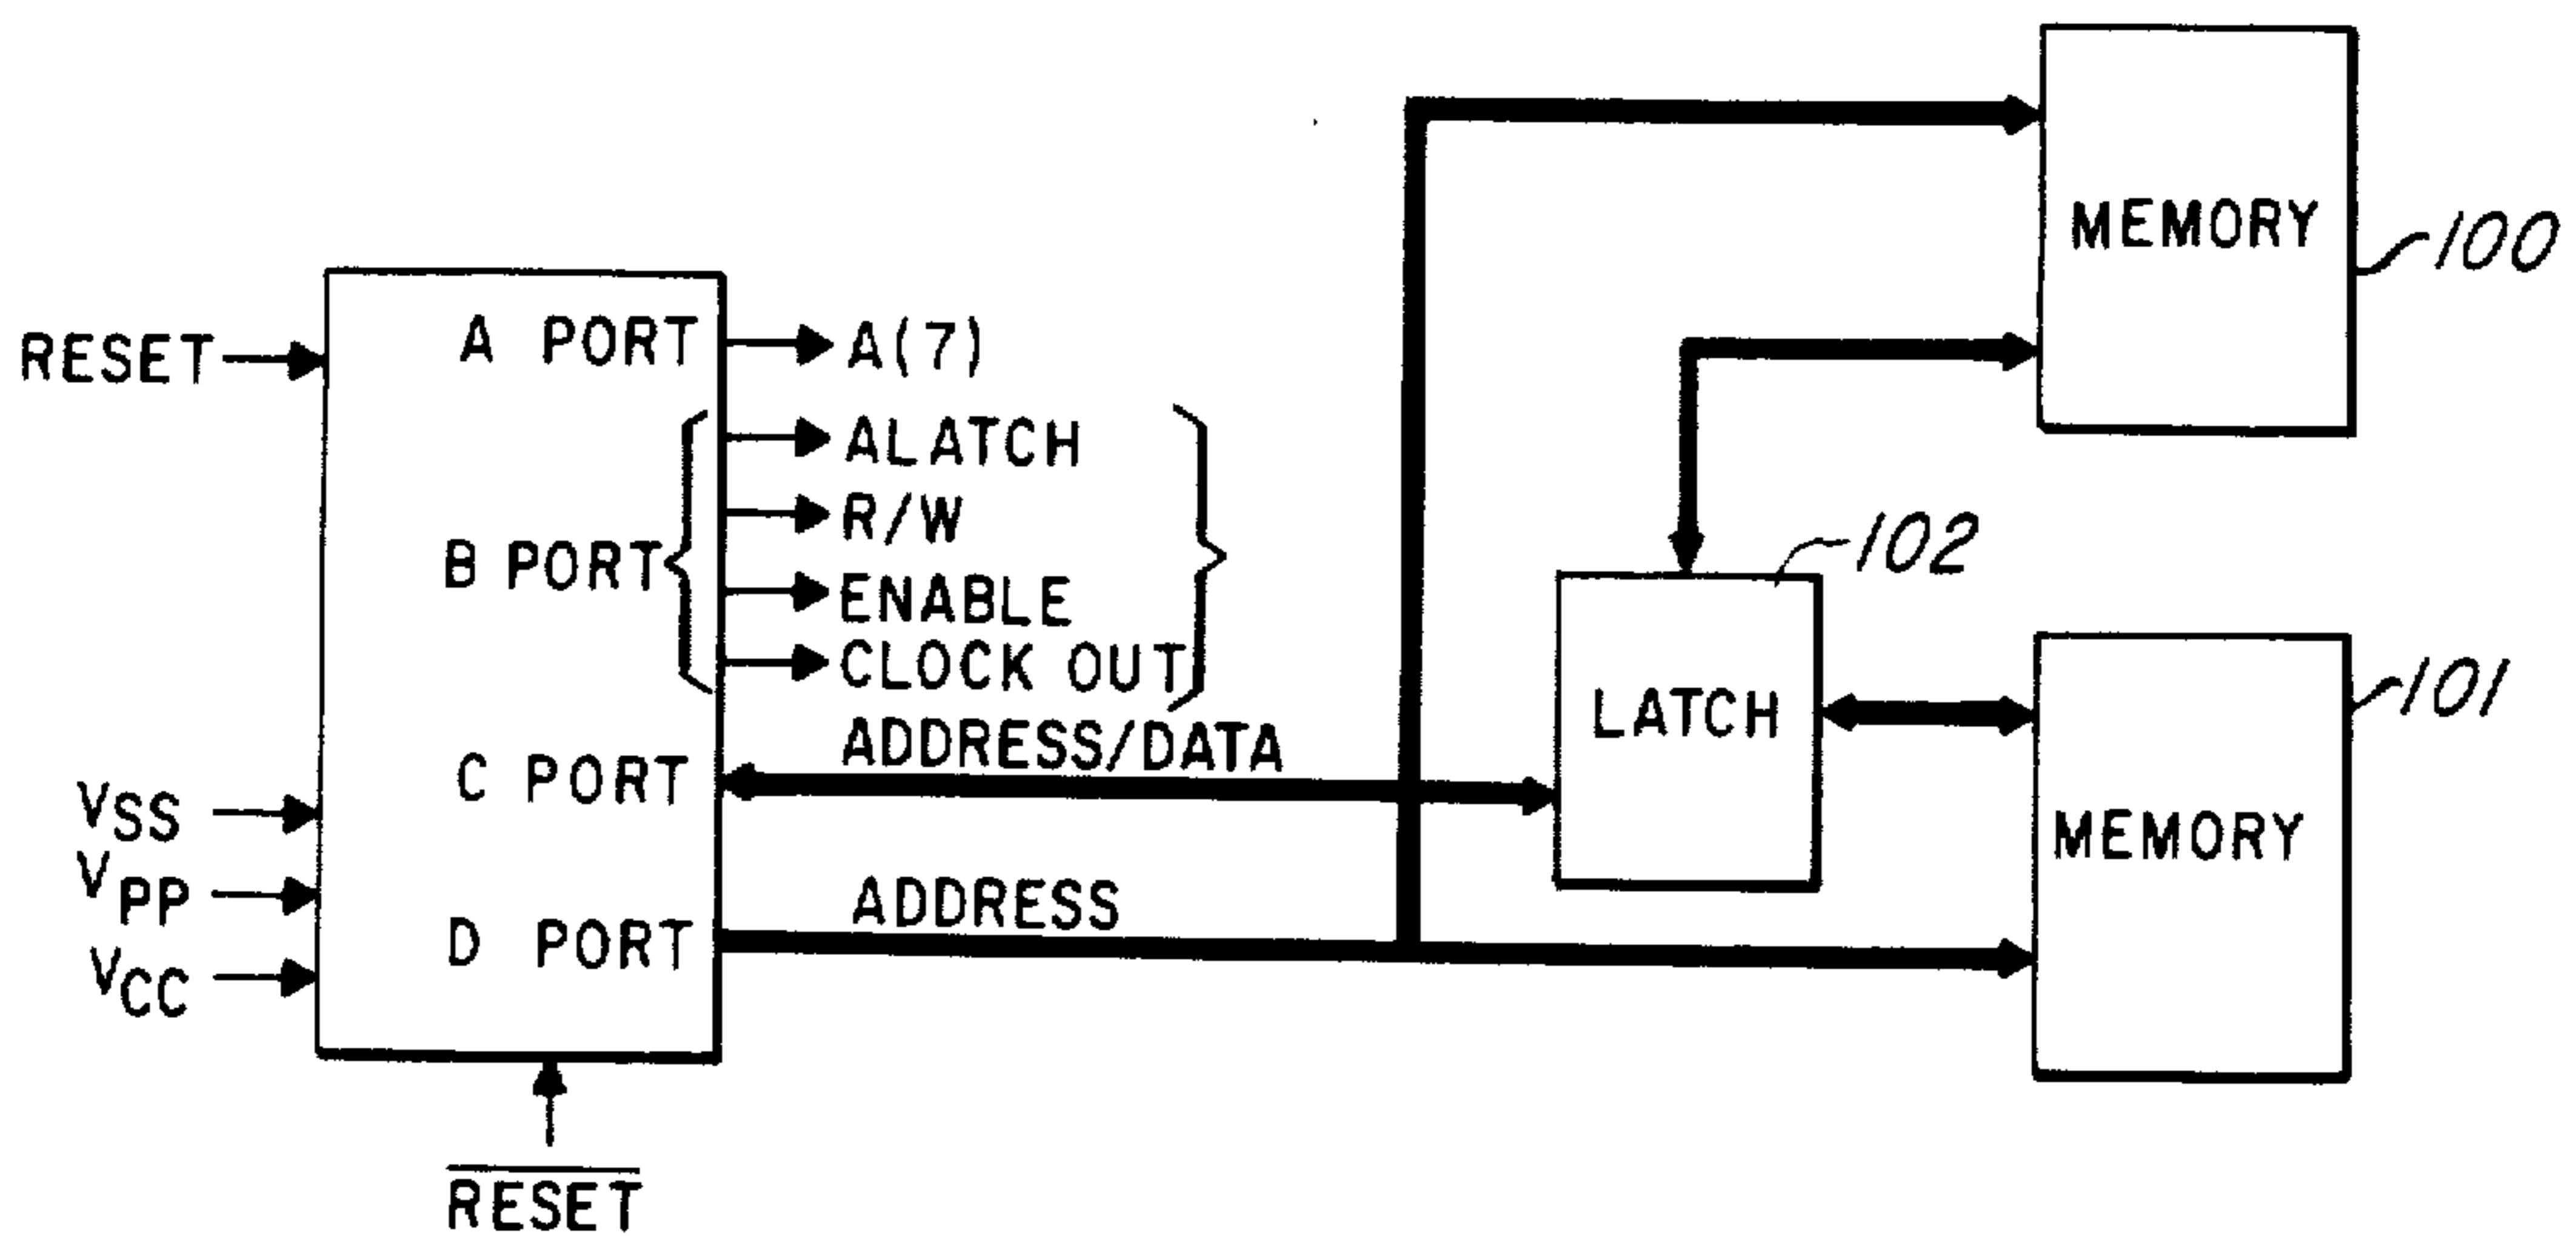 RESET
A PORT
A(7)
ALATCH
R/W
B PORT
ENABLE
CLOCK OUT
C PORT
ADDRESS/DATA
D PORT
ADDRESS
VSS
VPP
VCC
RESET
MEMORY
100
102
LATCH
MEMORY
101